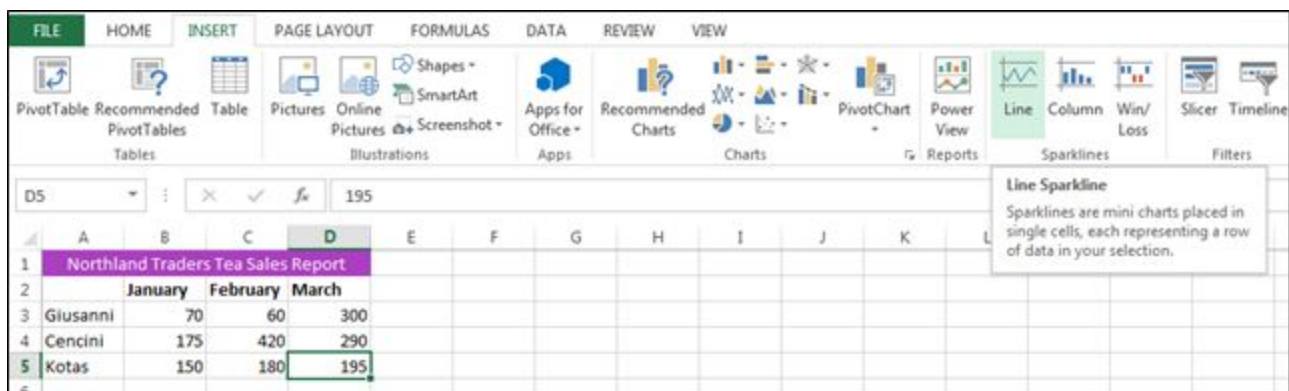 FILE HOME INSERT PAGE LAYOUT FORMULAS DATA REVIEW VIEW
PivotTable Recommended PivotTables Table
Tables
Pictures Online Pictures Shapes SmartArt Screenshot
Illustrations
Apps for Office
Apps
Recommended Charts
PivotChart
Charts
Power View
Reports
Line Column Win/Loss
Sparklines
Slicer Timeline
Filters
Line Sparkline
Sparklines are mini charts placed in
single cells, each representing a row
of data in your selection.
D5 fx 195
A B C D E F G H I J K L
1 Northland Traders Tea Sales Report
2 January February March
3 Giusanni 70 60 300
4 Cencini 175 420 290
5 Kotas 150 180 195